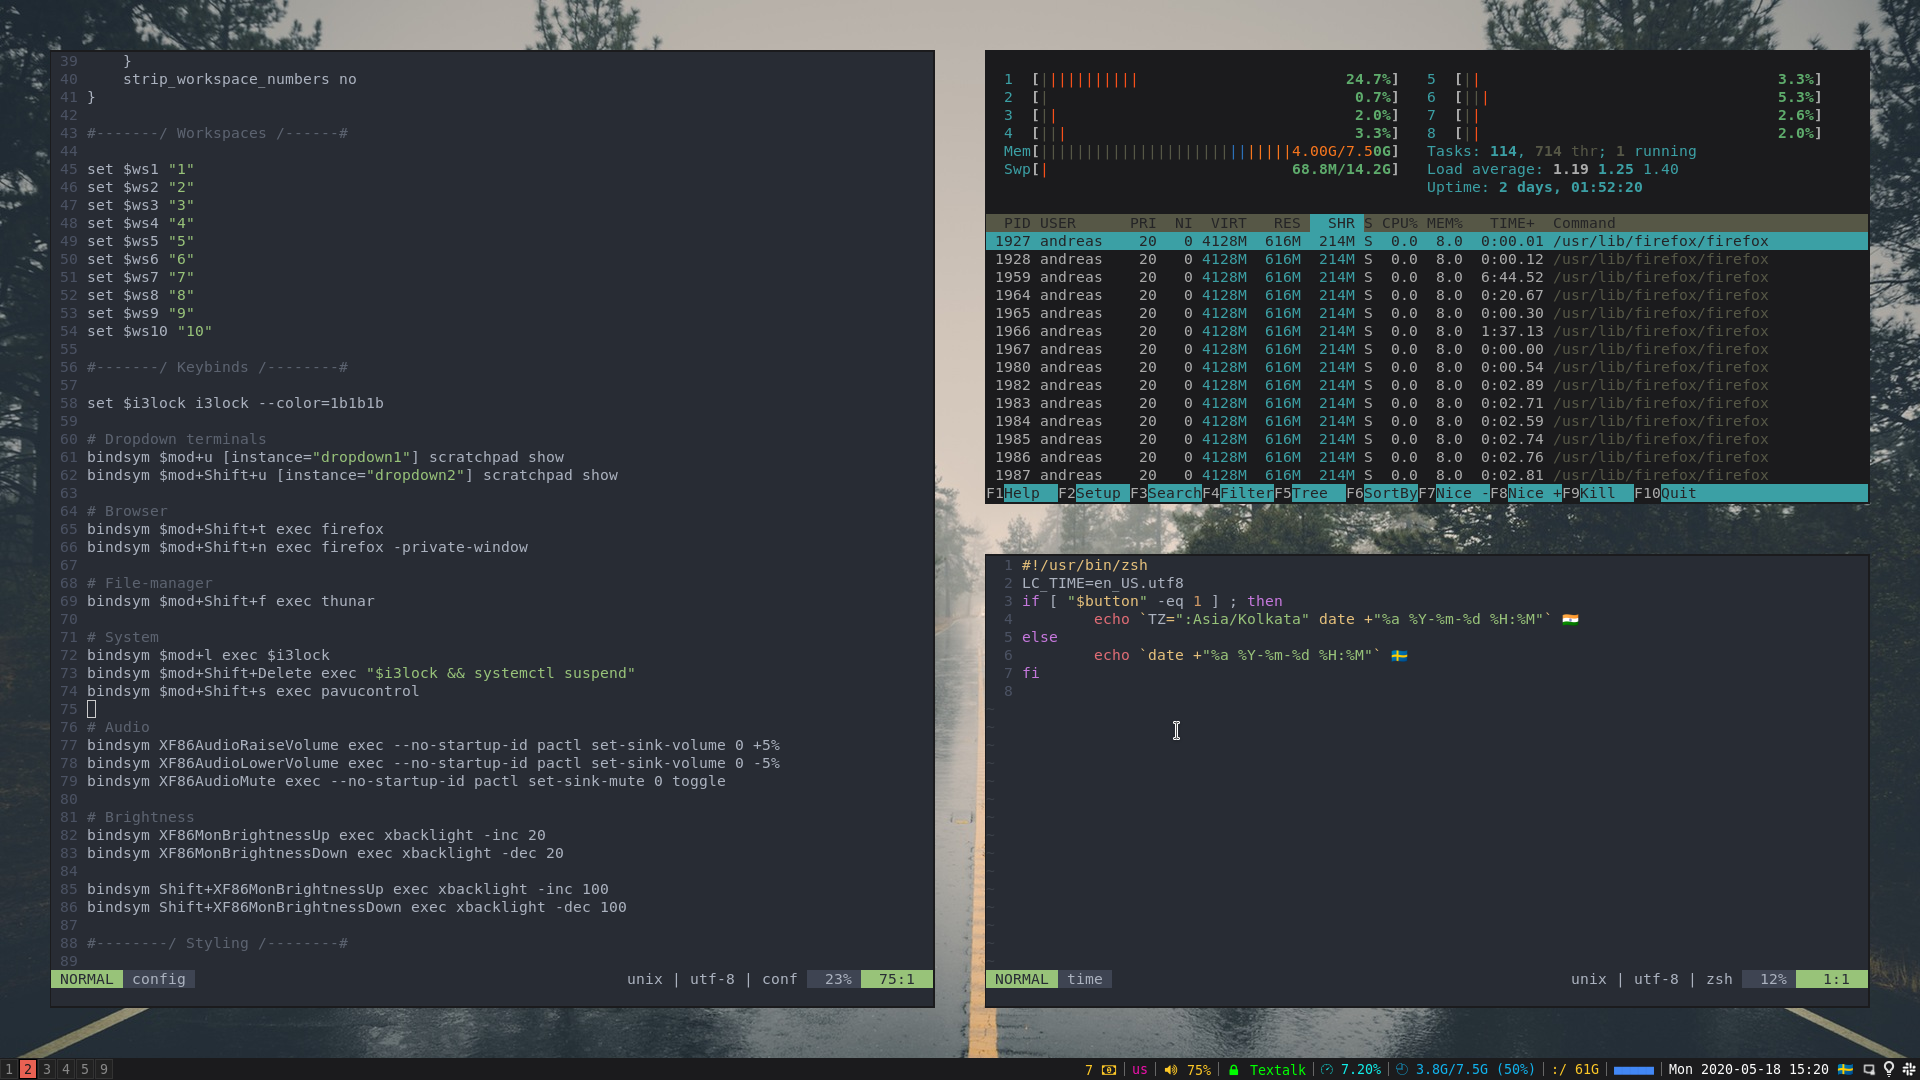 39     }
40     strip_workspace_numbers no
41 }
42
43 #-------/ Workspaces /------#
44
45 set $ws1 "1"
46 set $ws2 "2"
47 set $ws3 "3"
48 set $ws4 "4"
49 set $ws5 "5"
50 set $ws6 "6"
51 set $ws7 "7"
52 set $ws8 "8"
53 set $ws9 "9"
54 set $ws10 "10"
55
56 #-------/ Keybinds /--------#
57
58 set $i3lock i3lock --color=1b1b1b
59
60 # Dropdown terminals
61 bindsym $mod+u [instance="dropdown1"] scratchpad show
62 bindsym $mod+Shift+u [instance="dropdown2"] scratchpad show
63
64 # Browser
65 bindsym $mod+Shift+t exec firefox
66 bindsym $mod+Shift+n exec firefox -private-window
67
68 # File-manager
69 bindsym $mod+Shift+f exec thunar
70
71 # System
72 bindsym $mod+l exec $i3lock
73 bindsym $mod+Shift+Delete exec "$i3lock && systemctl suspend"
74 bindsym $mod+Shift+s exec pavucontrol
75
76 # Audio
77 bindsym XF86AudioRaiseVolume exec --no-startup-id pactl set-sink-volume 0 +5%
78 bindsym XF86AudioLowerVolume exec --no-startup-id pactl set-sink-volume 0 -5%
79 bindsym XF86AudioMute exec --no-startup-id pactl set-sink-mute 0 toggle
80
81 # Brightness
82 bindsym XF86MonBrightnessUp exec xbacklight -inc 20
83 bindsym XF86MonBrightnessDown exec xbacklight -dec 20
84
85 bindsym Shift+XF86MonBrightnessUp exec xbacklight -inc 100
86 bindsym Shift+XF86MonBrightnessDown exec xbacklight -dec 100
87
88 #--------/ Styling /--------#
89
NORMAL config unix | utf-8 | conf 23% 75:1
1 [||||||||||| 24.7%] 5 [|| 3.3%]
2 [| 0.7%] 6 [||| 5.3%]
3 [|| 2.0%] 7 [|| 2.6%]
4 [||| 3.3%] 8 [|| 2.0%]
Mem[||||||||||||||||||||||||||||4.00G/7.50G] Tasks: 114, 714 thr; 1 running
Swp[| 68.8M/14.2G] Load average: 1.19 1.25 1.40
Uptime: 2 days, 01:52:20
PID USER PRI NI VIRT RES SHR S CPU% MEM% TIME+ Command
1927 andreas 20 0 4128M 616M 214M S 0.0 8.0 0:00.01 /usr/lib/firefox/firefox
1928 andreas 20 0 4128M 616M 214M S 0.0 8.0 0:00.12 /usr/lib/firefox/firefox
1959 andreas 20 0 4128M 616M 214M S 0.0 8.0 6:44.52 /usr/lib/firefox/firefox
1964 andreas 20 0 4128M 616M 214M S 0.0 8.0 0:20.67 /usr/lib/firefox/firefox
1965 andreas 20 0 4128M 616M 214M S 0.0 8.0 0:00.30 /usr/lib/firefox/firefox
1966 andreas 20 0 4128M 616M 214M S 0.0 8.0 1:37.13 /usr/lib/firefox/firefox
1967 andreas 20 0 4128M 616M 214M S 0.0 8.0 0:00.00 /usr/lib/firefox/firefox
1980 andreas 20 0 4128M 616M 214M S 0.0 8.0 0:00.54 /usr/lib/firefox/firefox
1982 andreas 20 0 4128M 616M 214M S 0.0 8.0 0:02.89 /usr/lib/firefox/firefox
1983 andreas 20 0 4128M 616M 214M S 0.0 8.0 0:02.71 /usr/lib/firefox/firefox
1984 andreas 20 0 4128M 616M 214M S 0.0 8.0 0:02.59 /usr/lib/firefox/firefox
1985 andreas 20 0 4128M 616M 214M S 0.0 8.0 0:02.74 /usr/lib/firefox/firefox
1986 andreas 20 0 4128M 616M 214M S 0.0 8.0 0:02.76 /usr/lib/firefox/firefox
1987 andreas 20 0 4128M 616M 214M S 0.0 8.0 0:02.81 /usr/lib/firefox/firefox
F1Help F2Setup F3SearchF4FilterF5Tree F6SortByF7Nice -F8Nice +F9Kill F10Quit
1 #!/usr/bin/zsh
2 LC_TIME=en_US.utf8
3 if [ "$button" -eq 1 ] ; then
4         echo `TZ=":Asia/Kolkata" date +"%a %Y-%m-%d %H:%M"` 🇮🇳
5 else
6         echo `date +"%a %Y-%m-%d %H:%M"` 🇸🇪
7 fi
8
NORMAL time unix | utf-8 | zsh 12% 1:1
1 2 3 4 5 9 7 | us | 75% Textalk | 7.20% | 3.8G/7.5G (50%) | :/ 61G | Mon 2020-05-18 15:20 🇸🇪